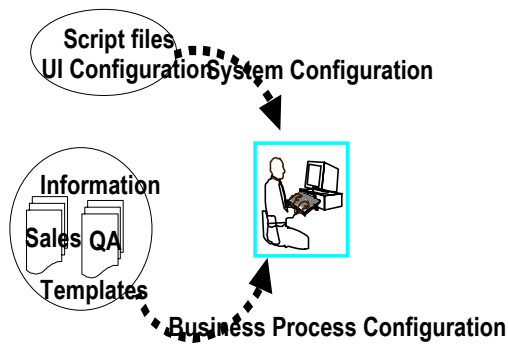 Script files
UI Configuration
System Configuration
Information
Sales
QA
Templates
Business Process Configuration